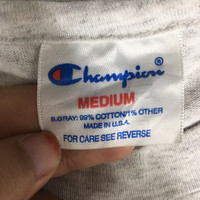 Champion
MEDIUM
S.GRAY: 99% COTTON/1% OTHER
MADE IN U.S.A.
FOR CARE SEE REVERSE